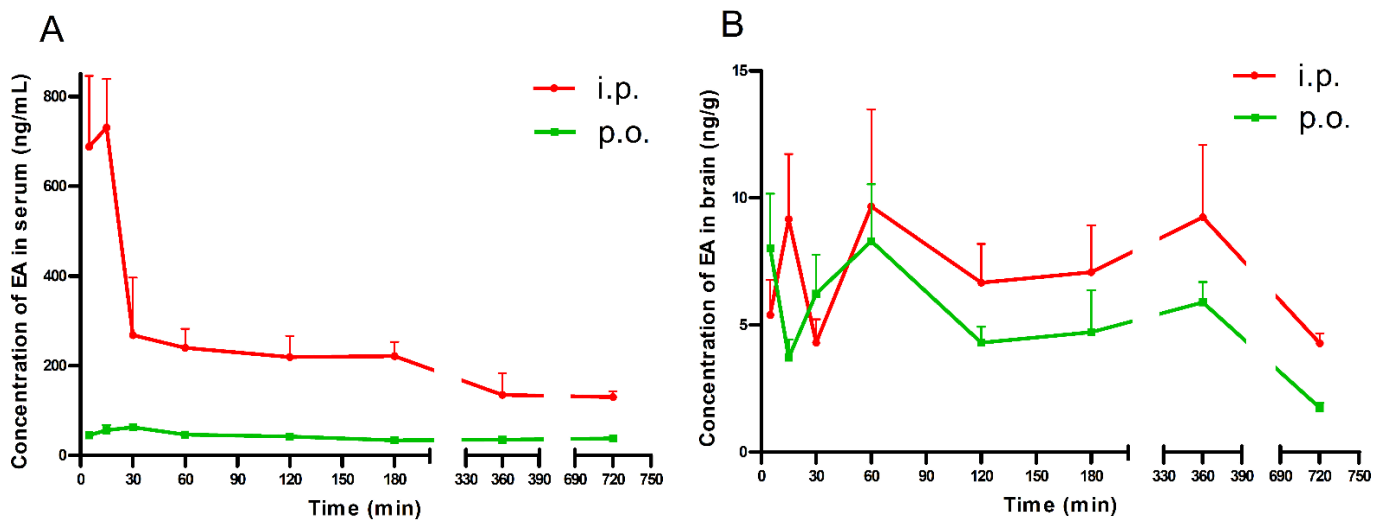 A
Concentration of EA in serum (ng/mL)
800
600
400
200
0
i.p.
p.o.
0 30 60 90 120 150 180 330 360 390 690 720 750
Time (min)
B
Concentration of EA in brain (ng/g)
15
10
5
0
i.p.
p.o.
0 30 60 90 120 150 180 330 360 390 690 720 750
Time (min)